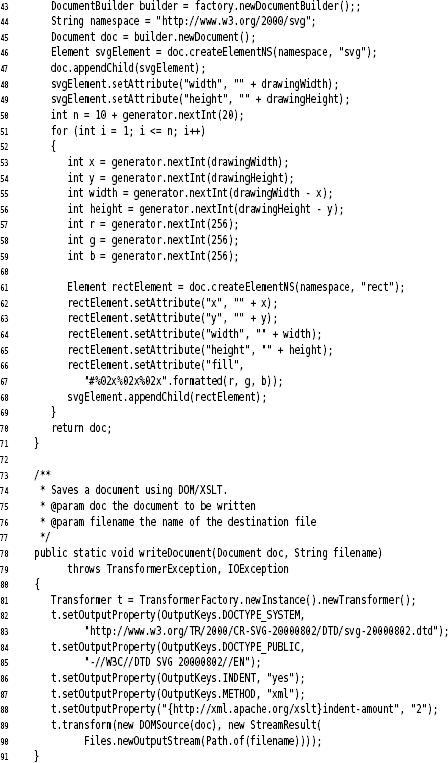 43 DocumentBuilder builder = factory.newDocumentBuilder();;
44 String namespace = "http://www.w3.org/2000/svg";
45 Document doc = builder.newDocument();
46 Element svgElement = doc.createElementNS(namespace, "svg");
47 doc.appendChild(svgElement);
48 svgElement.setAttribute("width", "" + drawingWidth);
49 svgElement.setAttribute("height", "" + drawingHeight);
50 int n = 10 + generator.nextInt(20);
51 for (int i = 1; i <= n; i++)
52 {
53 int x = generator.nextInt(drawingWidth);
54 int y = generator.nextInt(drawingHeight);
55 int width = generator.nextInt(drawingWidth - x);
56 int height = generator.nextInt(drawingHeight - y);
57 int r = generator.nextInt(256);
58 int g = generator.nextInt(256);
59 int b = generator.nextInt(256);
60
61 Element rectElement = doc.createElementNS(namespace, "rect");
62 rectElement.setAttribute("x", "" + x);
63 rectElement.setAttribute("y", "" + y);
64 rectElement.setAttribute("width", "" + width);
65 rectElement.setAttribute("height", "" + height);
66 rectElement.setAttribute("fill",
67 "#%02x%02x%02x".formatted(r, g, b));
68 svgElement.appendChild(rectElement);
69 }
70 return doc;
71 }
72
73 /**
74 * Saves a document using DOM/XSLT.
75 * @param doc the document to be written
76 * @param filename the name of the destination file
77 */
78 public static void writeDocument(Document doc, String filename)
79 throws TransformerException, IOException
80 {
81 Transformer t = TransformerFactory.newInstance().newTransformer();
82 t.setOutputProperty(OutputKeys.DOCTYPE_SYSTEM,
83 "http://www.w3.org/TR/2000/CR-SVG-20000802/DTD/svg-20000802.dtd");
84 t.setOutputProperty(OutputKeys.DOCTYPE_PUBLIC,
85 "-//W3C//DTD SVG 20000802//EN");
86 t.setOutputProperty(OutputKeys.INDENT, "yes");
87 t.setOutputProperty(OutputKeys.METHOD, "xml");
88 t.setOutputProperty("{http://xml.apache.org/xslt}indent-amount", "2");
89 t.transform(new DOMSource(doc), new StreamResult(
90 Files.newOutputStream(Path.of(filename))));
91 }